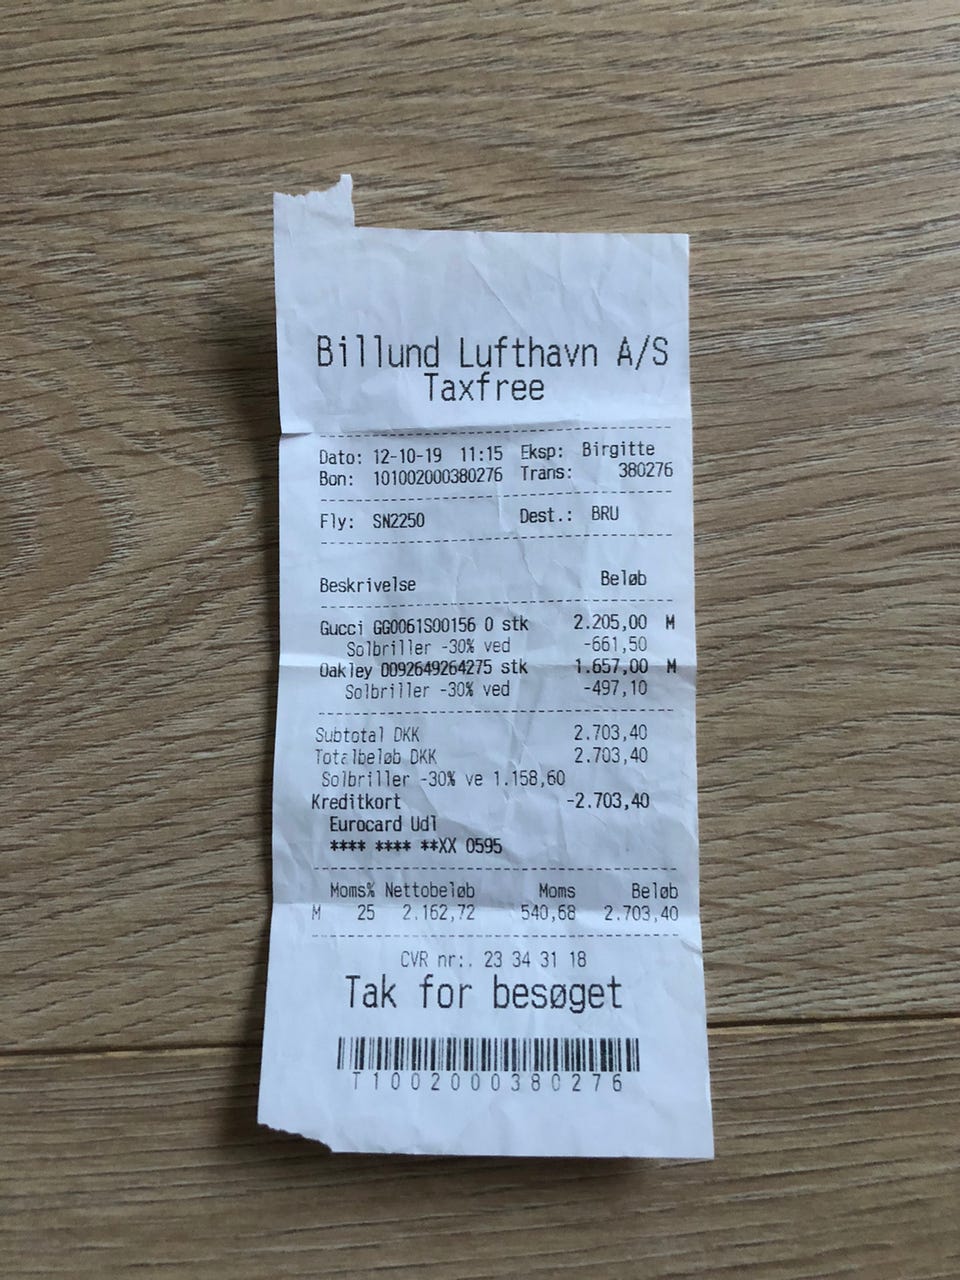 Billund Lufthavn A/S
Taxfree
Dato: 12-10-19 11:15 Eksp: Birgitte
Bon: 101002000380276 Trans: 380276
Fly: SN2250 Dest.: BRU
Beskrivelse Beløb
Gucci GG0061S00156 0 stk 2.205,00 M
Solbriller -30% ved -661,50
Oakley 0092649264275 stk 1.657,00 M
Solbriller -30% ved -497,10
Subtotal DKK 2.703,40
Totalbeløb DKK 2.703,40
Solbriller -30% ve 1.158,60
Kreditkort -2.703,40
Eurocard Udl
**** **** **XX 0595
Moms% Nettobeløb Moms Beløb
M 25 2.162,72 540,68 2.703,40
CVR nr:. 23 34 31 18
Tak for besøget
T1002000380276